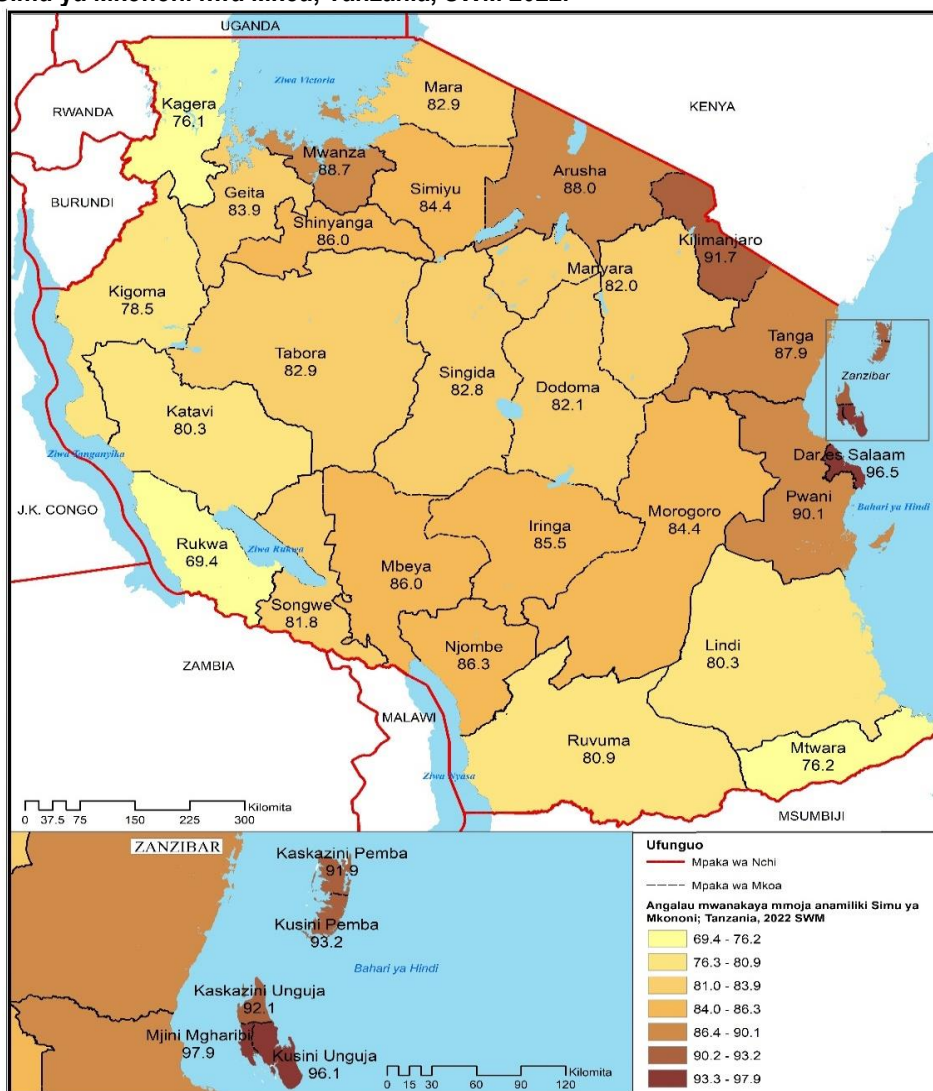 Simu ya Mkononi kwa Mkoa; Tanzania, SWM 2022.
UGANDA
Ziwa Victoria
Mara
82.9
KENYA
RWANDA
Kagera
76.1
Mwanza
88.7
Arusha
88.0
BURUNDI
Geita
83.9
Simiyu
84.4
Shinyanga
86.0
Kilimanjaro
91.7
Manyara
82.0
Kigoma
78.5
Tanga
87.9
Tabora
82.9
Singida
82.8
Dodoma
82.1
Zanzibar
Katavi
80.3
Ziwa Tanganyika
Dar es Salaam
96.5
Pwani
90.1
Bahari ya Hindi
J.K. CONGO
Rukwa
69.4
Ziwa Rukwa
Iringa
85.5
Morogoro
84.4
Mbeya
86.0
Songwe
81.8
Njombe
86.3
Lindi
80.3
ZAMBIA
MALAWI
Ruvuma
80.9
Mtwara
76.2
Ziwa Nyasa
MSUMBIJI
Kilomita
0 37.5 75 150 225 300
ZANZIBAR
Kaskazini Pemba
91.9
Kusini Pemba
93.2
Bahari ya Hindi
Kaskazini Unguja
92.1
Mjini Mgharibi
97.9
Kusini Unguja
96.1
Kilomita
0 15 30 60 90 120
Ufunguo
Mpaka wa Nchi
Mpaka wa Mkoa
Angalau mwanakaya mmoja anamiliki Simu ya
Mkononi; Tanzania, 2022 SWM
69.4 - 76.2
76.3 - 80.9
81.0 - 83.9
84.0 - 86.3
86.4 - 90.1
90.2 - 93.2
93.3 - 97.9